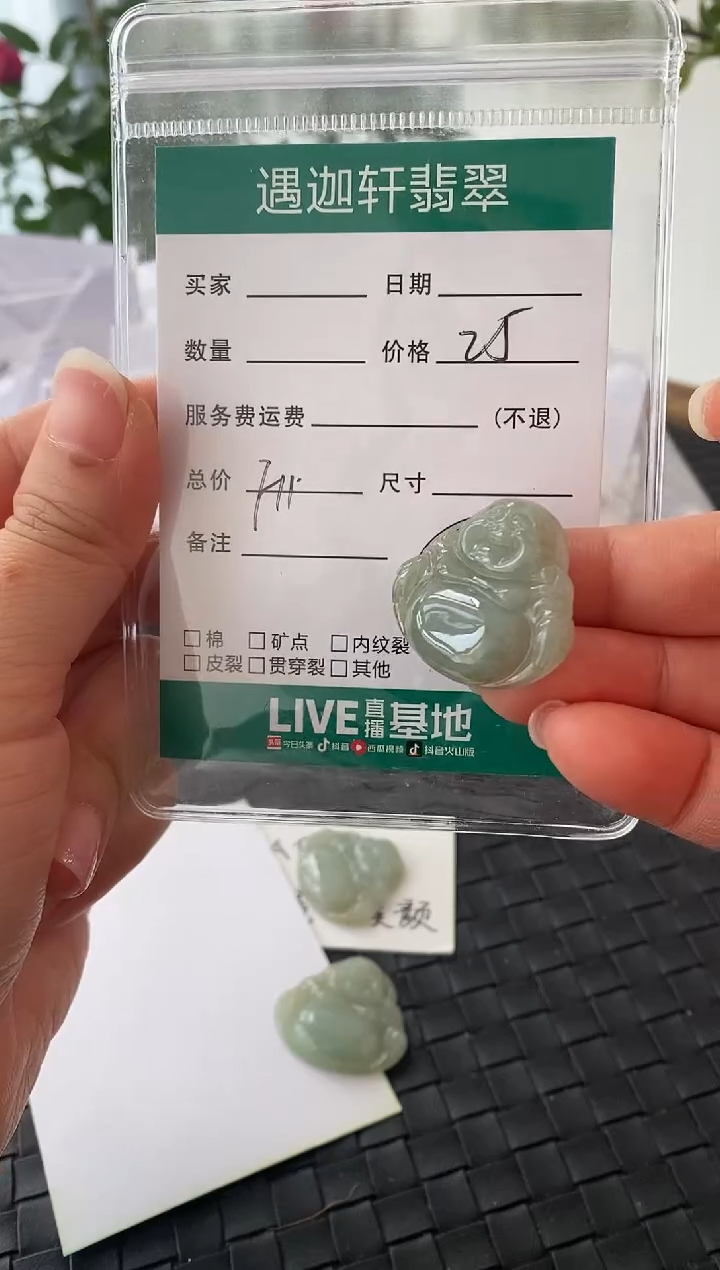 遇迦轩翡翠
买家 日期
数量 价格 25
服务费运费 (不退)
总价 尺寸
备注
棉 矿点 内纹裂
皮裂 贯穿裂 其他
LIVE直播基地
头条 今日头条 抖音 西瓜视频 抖音火山版
颜